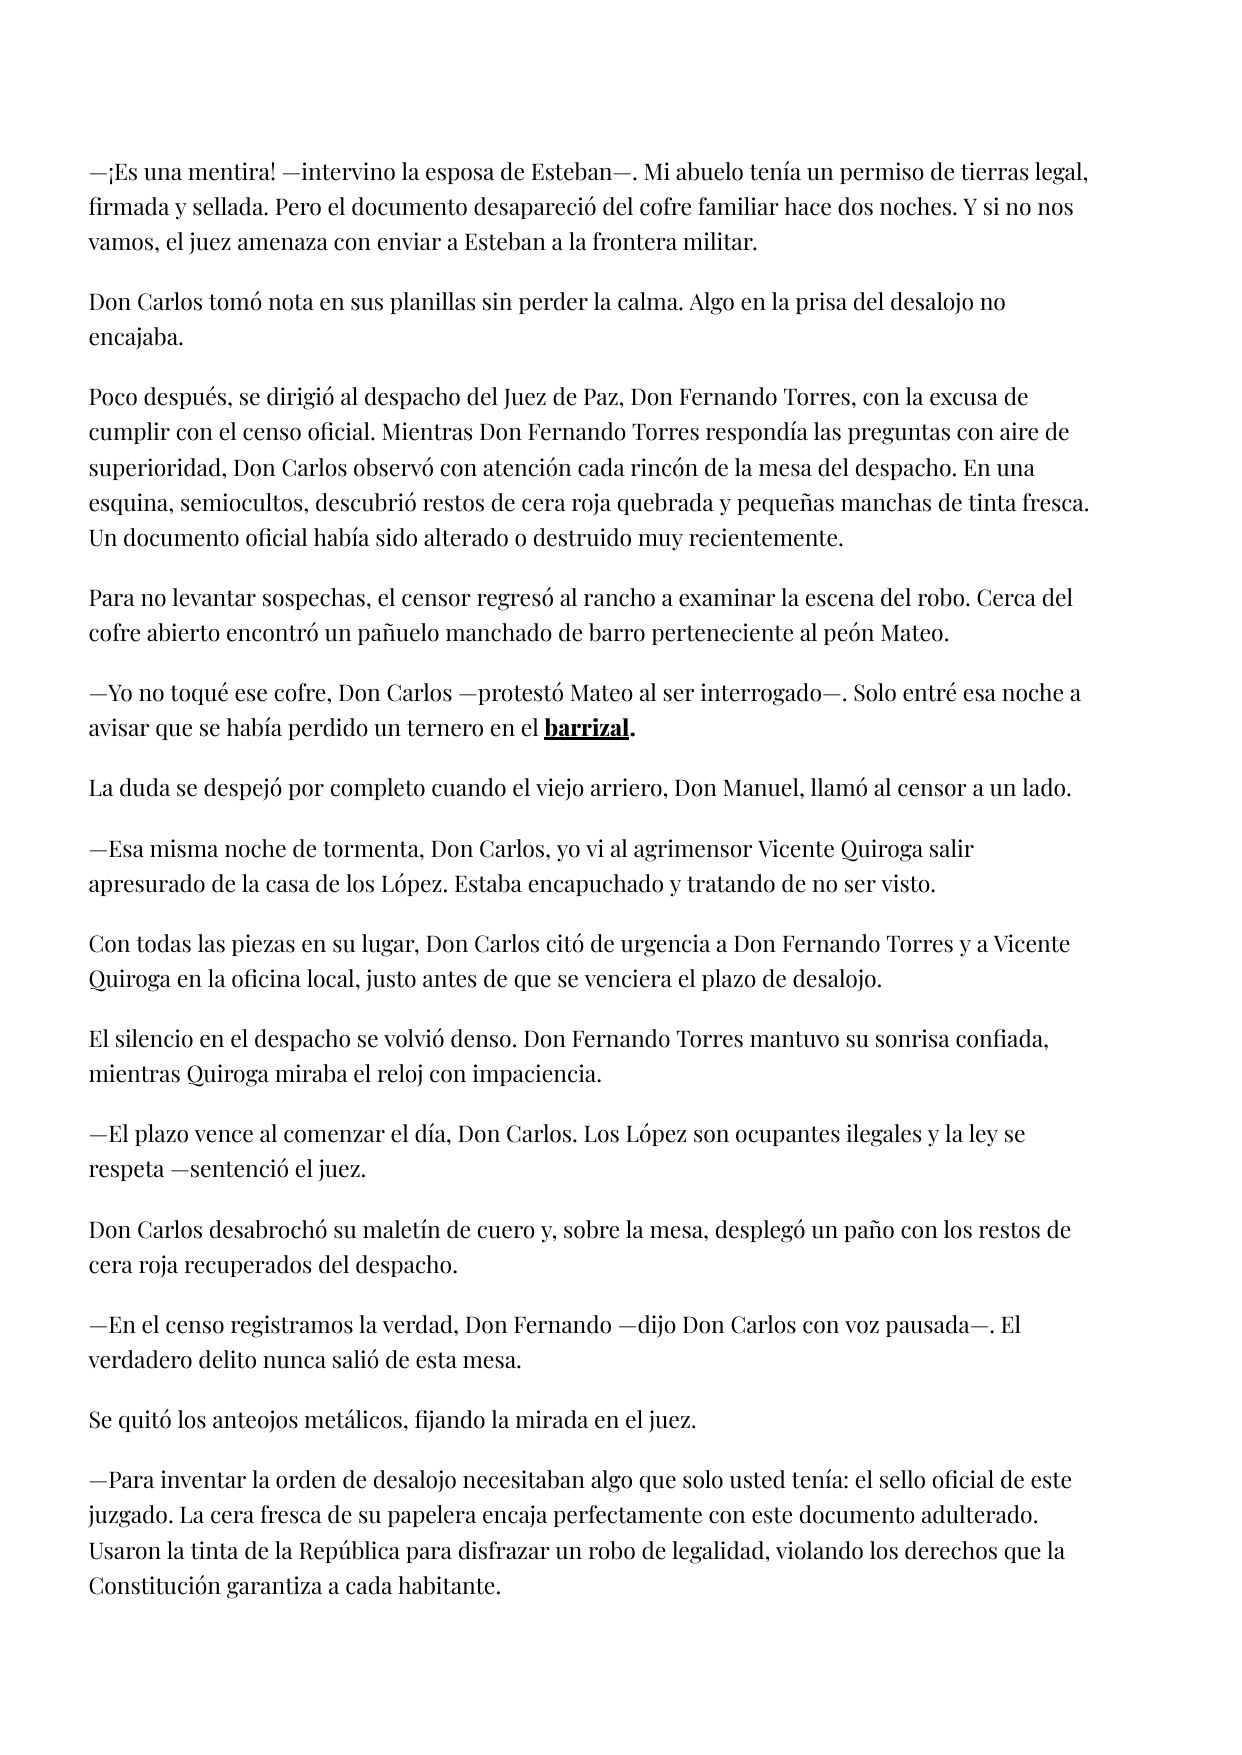 —¡Es una mentira! —intervino la esposa de Esteban—. Mi abuelo tenía un permiso de tierras legal,
firmada y sellada. Pero el documento desapareció del cofre familiar hace dos noches. Y si no nos
vamos, el juez amenaza con enviar a Esteban a la frontera militar.
Don Carlos tomó nota en sus planillas sin perder la calma. Algo en la prisa del desalojo no
encajaba.
Poco después, se dirigió al despacho del Juez de Paz, Don Fernando Torres, con la excusa de
cumplir con el censo oficial. Mientras Don Fernando Torres respondía las preguntas con aire de
superioridad, Don Carlos observó con atención cada rincón de la mesa del despacho. En una
esquina, semiocultos, descubrió restos de cera roja quebrada y pequeñas manchas de tinta fresca.
Un documento oficial había sido alterado o destruido muy recientemente.
Para no levantar sospechas, el censor regresó al rancho a examinar la escena del robo. Cerca del
cofre abierto encontró un pañuelo manchado de barro perteneciente al peón Mateo.
—Yo no toqué ese cofre, Don Carlos —protestó Mateo al ser interrogado—. Solo entré esa noche a
avisar que se había perdido un ternero en el barrizal.
La duda se despejó por completo cuando el viejo arriero, Don Manuel, llamó al censor a un lado.
—Esa misma noche de tormenta, Don Carlos, yo vi al agrimensor Vicente Quiroga salir
apresurado de la casa de los López. Estaba encapuchado y tratando de no ser visto.
Con todas las piezas en su lugar, Don Carlos citó de urgencia a Don Fernando Torres y a Vicente
Quiroga en la oficina local, justo antes de que se venciera el plazo de desalojo.
El silencio en el despacho se volvió denso. Don Fernando Torres mantuvo su sonrisa confiada,
mientras Quiroga miraba el reloj con impaciencia.
—El plazo vence al comenzar el día, Don Carlos. Los López son ocupantes ilegales y la ley se
respeta —sentenció el juez.
Don Carlos desabrochó su maletín de cuero y, sobre la mesa, desplegó un paño con los restos de
cera roja recuperados del despacho.
—En el censo registramos la verdad, Don Fernando —dijo Don Carlos con voz pausada—. El
verdadero delito nunca salió de esta mesa.
Se quitó los anteojos metálicos, fijando la mirada en el juez.
—Para inventar la orden de desalojo necesitaban algo que solo usted tenía: el sello oficial de este
juzgado. La cera fresca de su papelera encaja perfectamente con este documento adulterado.
Usaron la tinta de la República para disfrazar un robo de legalidad, violando los derechos que la
Constitución garantiza a cada habitante.